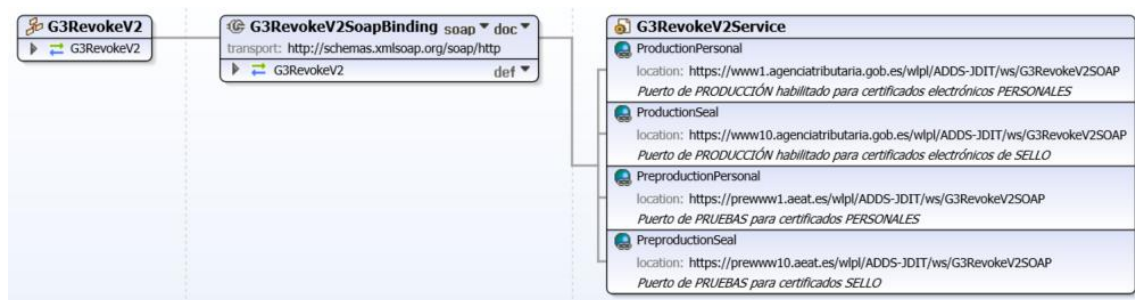 G3RevokeV2
G3RevokeV2
G3RevokeV2SoapBinding soap doc
transport: http://schemas.xmlsoap.org/soap/http
G3RevokeV2 def
G3RevokeV2Service
ProductionPersonal
location: https://www1.agenciatributaria.gob.es/wlpl/ADDS-JDIT/ws/G3RevokeV2SOAP
Puerto de PRODUCCIÓN habilitado para certificados electrónicos PERSONALES
ProductionSeal
location: https://www10.agenciatributaria.gob.es/wlpl/ADDS-JDIT/ws/G3RevokeV2SOAP
Puerto de PRODUCCIÓN habilitado para certificados electrónicos de SELLO
PreproductionPersonal
location: https://prewww1.aeat.es/wlpl/ADDS-JDIT/ws/G3RevokeV2SOAP
Puerto de PRUEBAS para certificados PERSONALES
PreproductionSeal
location: https://prewww10.aeat.es/wlpl/ADDS-JDIT/ws/G3RevokeV2SOAP
Puerto de PRUEBAS para certificados SELLO